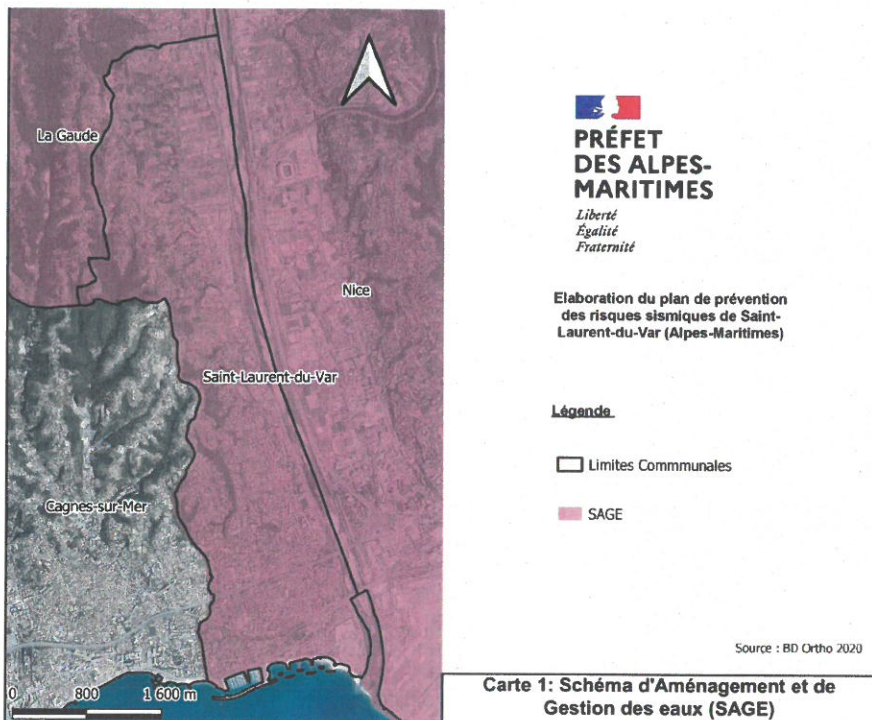 La Gaude
Nice
Saint-Laurent-du-Var
Cagnes-sur-Mer
0 800 1 600 m
PRÉFET
DES ALPES-
MARITIMES
Liberté
Égalité
Fraternité
Elaboration du plan de prévention
des risques sismiques de Saint-
Laurent-du-Var (Alpes-Maritimes)
Légende
Limites Commmunales
SAGE
Source : BD Ortho 2020
Carte 1: Schéma d'Aménagement et de
Gestion des eaux (SAGE)